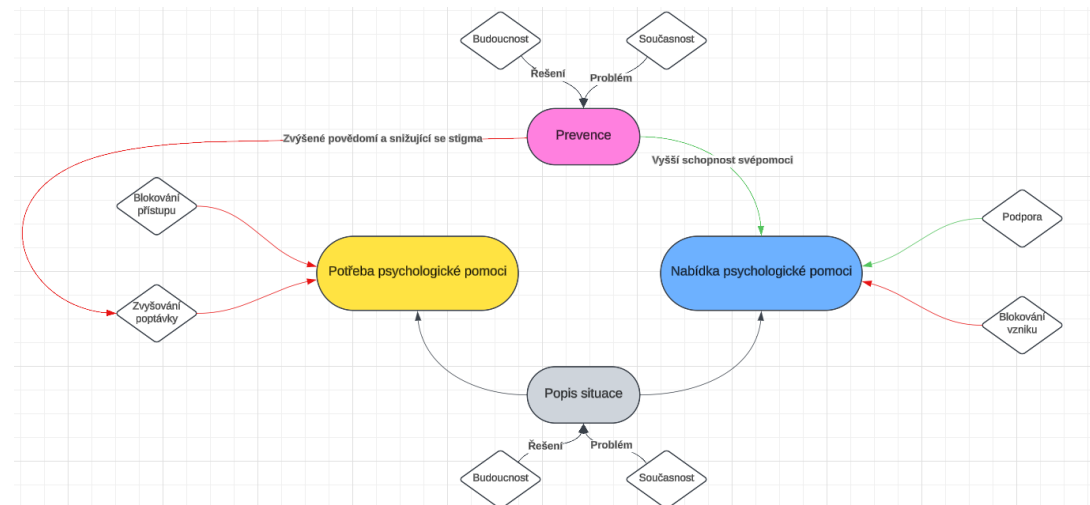 Budoucnost
Současnost
Řešení
Problém
Prevence
Zvýšené povědomí a snižující se stigma
Vyšší schopnost svépomoci
Blokování
přístupu
Podpora
Potřeba psychologické pomoci
Nabídka psychologické pomoci
Zvyšování
poptávky
Blokování
vzniku
Popis situace
Řešení
Problém
Budoucnost
Současnost